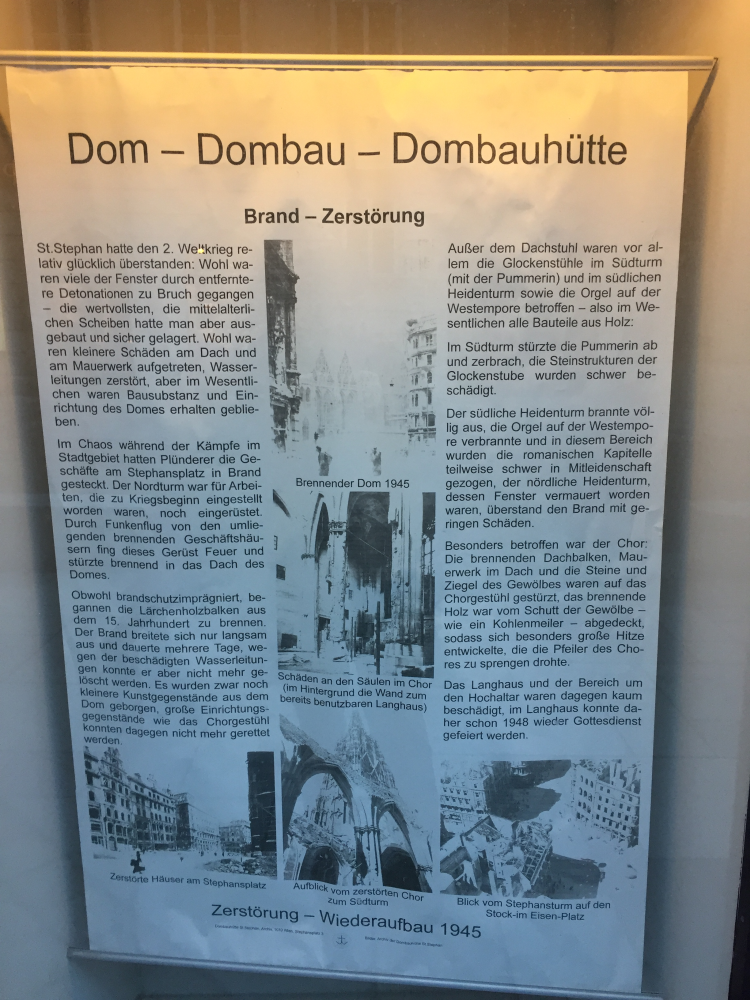 Dom – Dombau – Dombauhütte
Brand – Zerstörung
St.Stephan hatte den 2. Weltkrieg re-
lativ glücklich überstanden: Wohl wa-
ren viele der Fenster durch entfernte-
re Detonationen zu Bruch gegangen
– die wertvollsten, die mittelalterli-
chen Scheiben hatte man aber aus-
gebaut und sicher gelagert. Wohl wa-
ren kleinere Schäden am Dach und
am Mauerwerk aufgetreten, Wasser-
leitungen zerstört, aber im Wesentli-
chen waren Bausubstanz und Ein-
richtung des Domes erhalten geblie-
ben.
Im Chaos während der Kämpfe im
Stadtgebiet hatten Plünderer die Ge-
schäfte am Stephansplatz in Brand
gesteckt. Der Nordturm war für Arbei-
ten, die zu Kriegsbeginn eingestellt
worden waren, noch eingerüstet.
Durch Funkenflug von den umlie-
genden brennenden Geschäftshäu-
sern fing dieses Gerüst Feuer und
stürzte brennend in das Dach des
Domes.
Obwohl brandschutzimprägniert, be-
gannen die Lärchenholzbalken aus
dem 15. Jahrhundert zu brennen.
Der Brand breitete sich nur langsam
aus und dauerte mehrere Tage, we-
gen der beschädigten Wasserleitun-
gen konnte er aber nicht mehr ge-
löscht werden. Es wurden zwar noch
kleinere Kunstgegenstände aus dem
Dom geborgen, große Einrichtungs-
gegenstände wie das Chorgestühl
konnten dagegen nicht mehr gerettet
werden.
Brennender Dom 1945
Schäden an den Säulen im Chor
(im Hintergrund die Wand zum
bereits benutzbaren Langhaus)
Außer dem Dachstuhl waren vor al-
lem die Glockenstühle im Südturm
(mit der Pummerin) und im südlichen
Heidenturm sowie die Orgel auf der
Westempore betroffen – also im We-
sentlichen alle Bauteile aus Holz:
Im Südturm stürzte die Pummerin ab
und zerbrach, die Steinstrukturen der
Glockenstube wurden schwer be-
schädigt.
Der südliche Heidenturm brannte völ-
lig aus, die Orgel auf der Westempo-
re verbrannte und in diesem Bereich
wurden die romanischen Kapitelle
teilweise schwer in Mitleidenschaft
gezogen, der nördliche Heidenturm,
dessen Fenster vermauert worden
waren, überstand den Brand mit ge-
ringen Schäden.
Besonders betroffen war der Chor:
Die brennenden Dachbalken, Mau-
erwerk im Dach und die Steine und
Ziegel des Gewölbes waren auf das
Chorgestühl gestürzt, das brennende
Holz war vom Schutt der Gewölbe –
wie ein Kohlenmeiler – abgedeckt,
sodass sich besonders große Hitze
entwickelte, die die Pfeiler des Cho-
res zu sprengen drohte.
Das Langhaus und der Bereich um
den Hochaltar waren dagegen kaum
beschädigt, im Langhaus konnte da-
her schon 1948 wieder Gottesdienst
gefeiert werden.
Zerstörte Häuser am Stephansplatz
Aufblick vom zerstörten Chor
zum Südturm
Blick vom Stephansturm auf den
Stock-im Eisen-Platz
Zerstörung – Wiederaufbau 1945